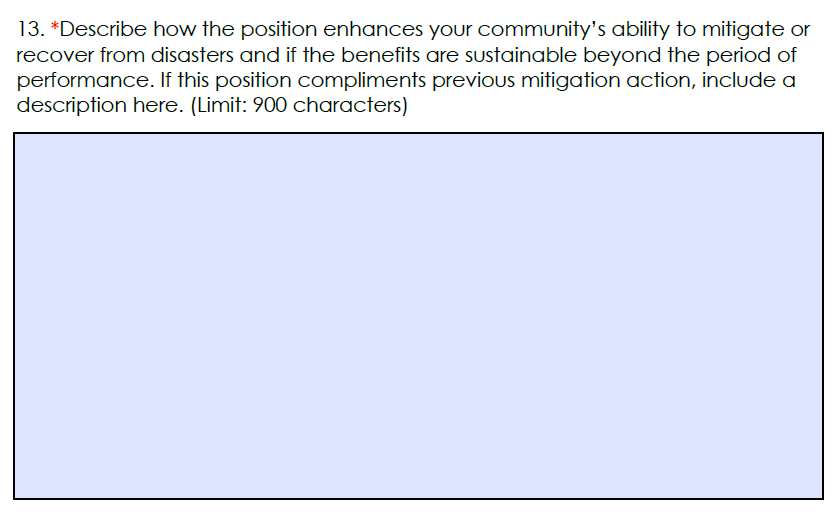 13. *Describe how the position enhances your community's ability to mitigate or
recover from disasters and if the benefits are sustainable beyond the period of
performance. If this position compliments previous mitigation action, include a
description here. (Limit: 900 characters)